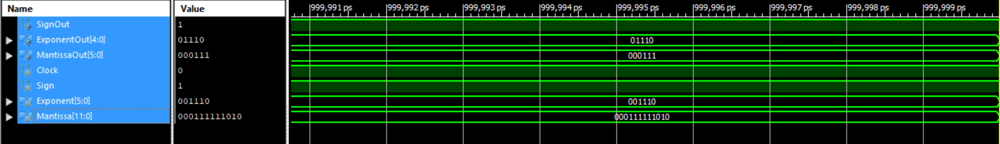 Name Value 999,991 ps 999,992 ps 999,993 ps 999,994 ps 999,995 ps 999,996 ps 999,997 ps 999,998 ps 999,999 ps
SignOut 1
ExponentOut[4:0] 01110 01110
MantissaOut[5:0] 000111 000111
Clock 0
Sign 1
Exponent[5:0] 001110 001110
Mantissa[11:0] 000111111010 000111111010